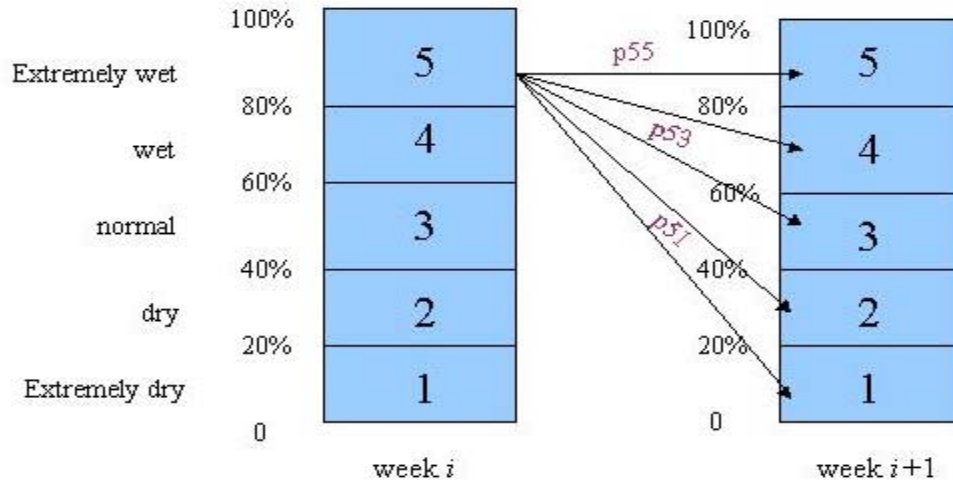 100%
100%
Extremely wet
5
p55
5
80%
80%
wet
4
p53
4
60%
60%
normal
3
p51
3
40%
40%
dry
2
2
20%
20%
Extremely dry
1
1
0
0
week i
week i+1